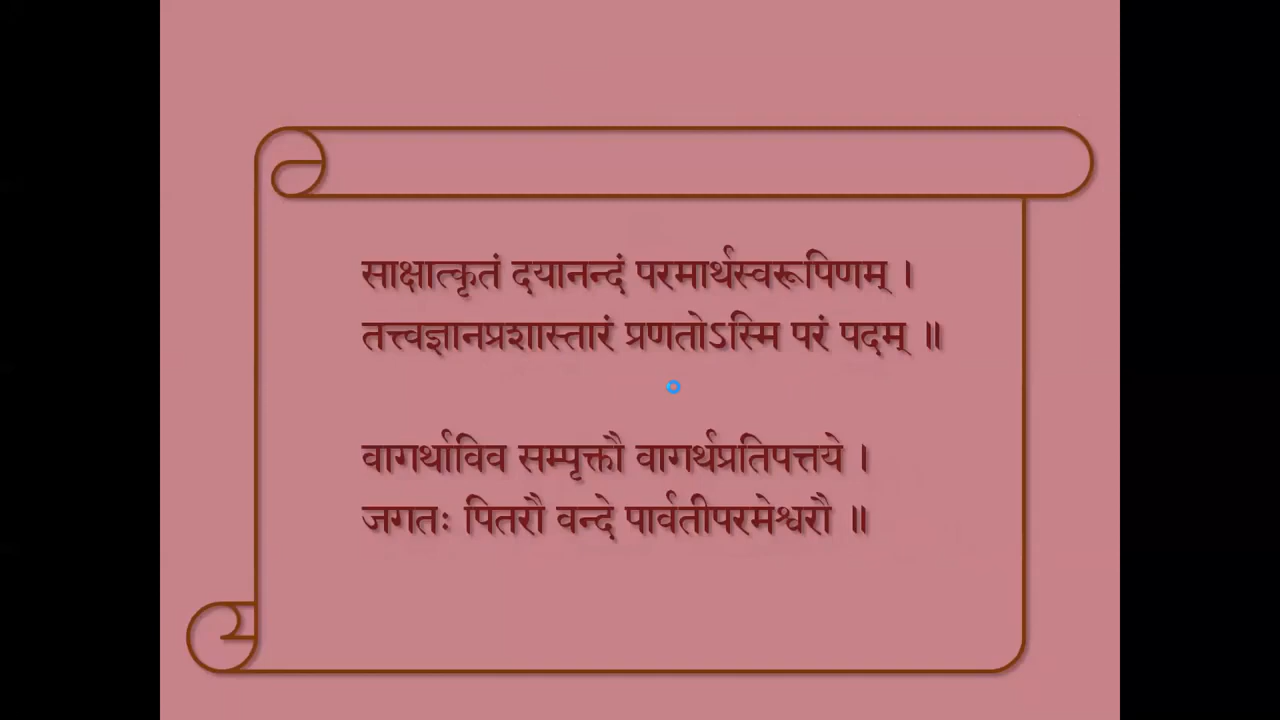 साक्षात्कृतं दयानन्दं परमार्थस्वरूपिणम् ।
तत्त्वज्ञानप्रशास्तारं प्रणतोऽस्मि परं पदम् ॥
वागर्थाविव सम्पृक्तौ वागर्थप्रतिपत्तये ।
जगतः पितरौ वन्दे पार्वतीपरमेश्वरौ ॥